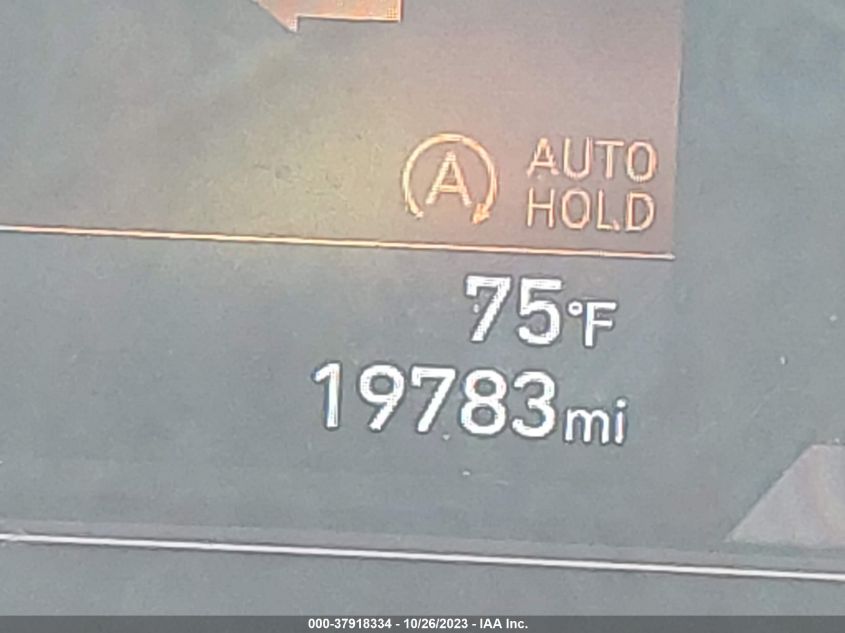 A
AUTO
HOLD
75°F
19783mi
000-37918334 - 10/26/2023 - IAA Inc.